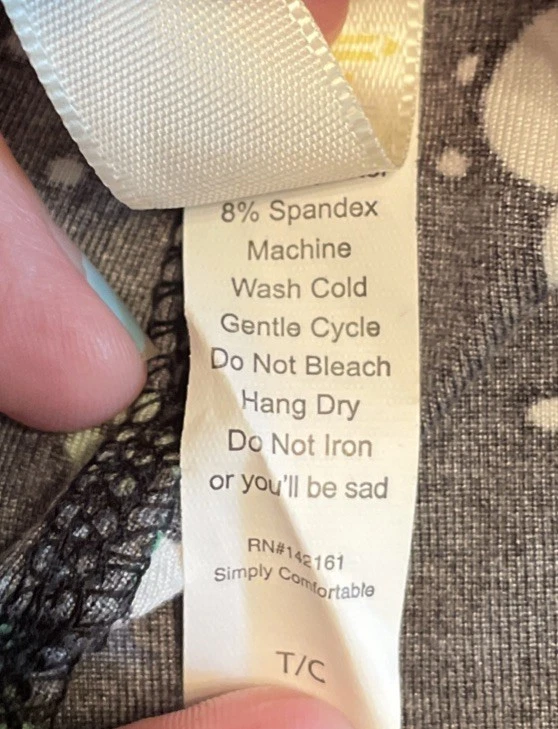 8% Spandex
Machine
Wash Cold
Gentle Cycle
Do Not Bleach
Hang Dry
Do Not Iron
or you'll be sad
RN#142161
Simply Comfortable
T/C